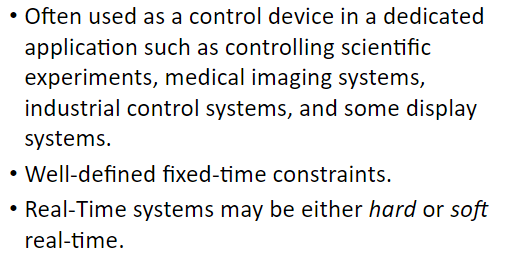 • Often used as a control device in a dedicated
application such as controlling scientific
experiments, medical imaging systems,
industrial control systems, and some display
systems.
• Well-defined fixed-time constraints.
• Real-Time systems may be either hard or soft
real-time.